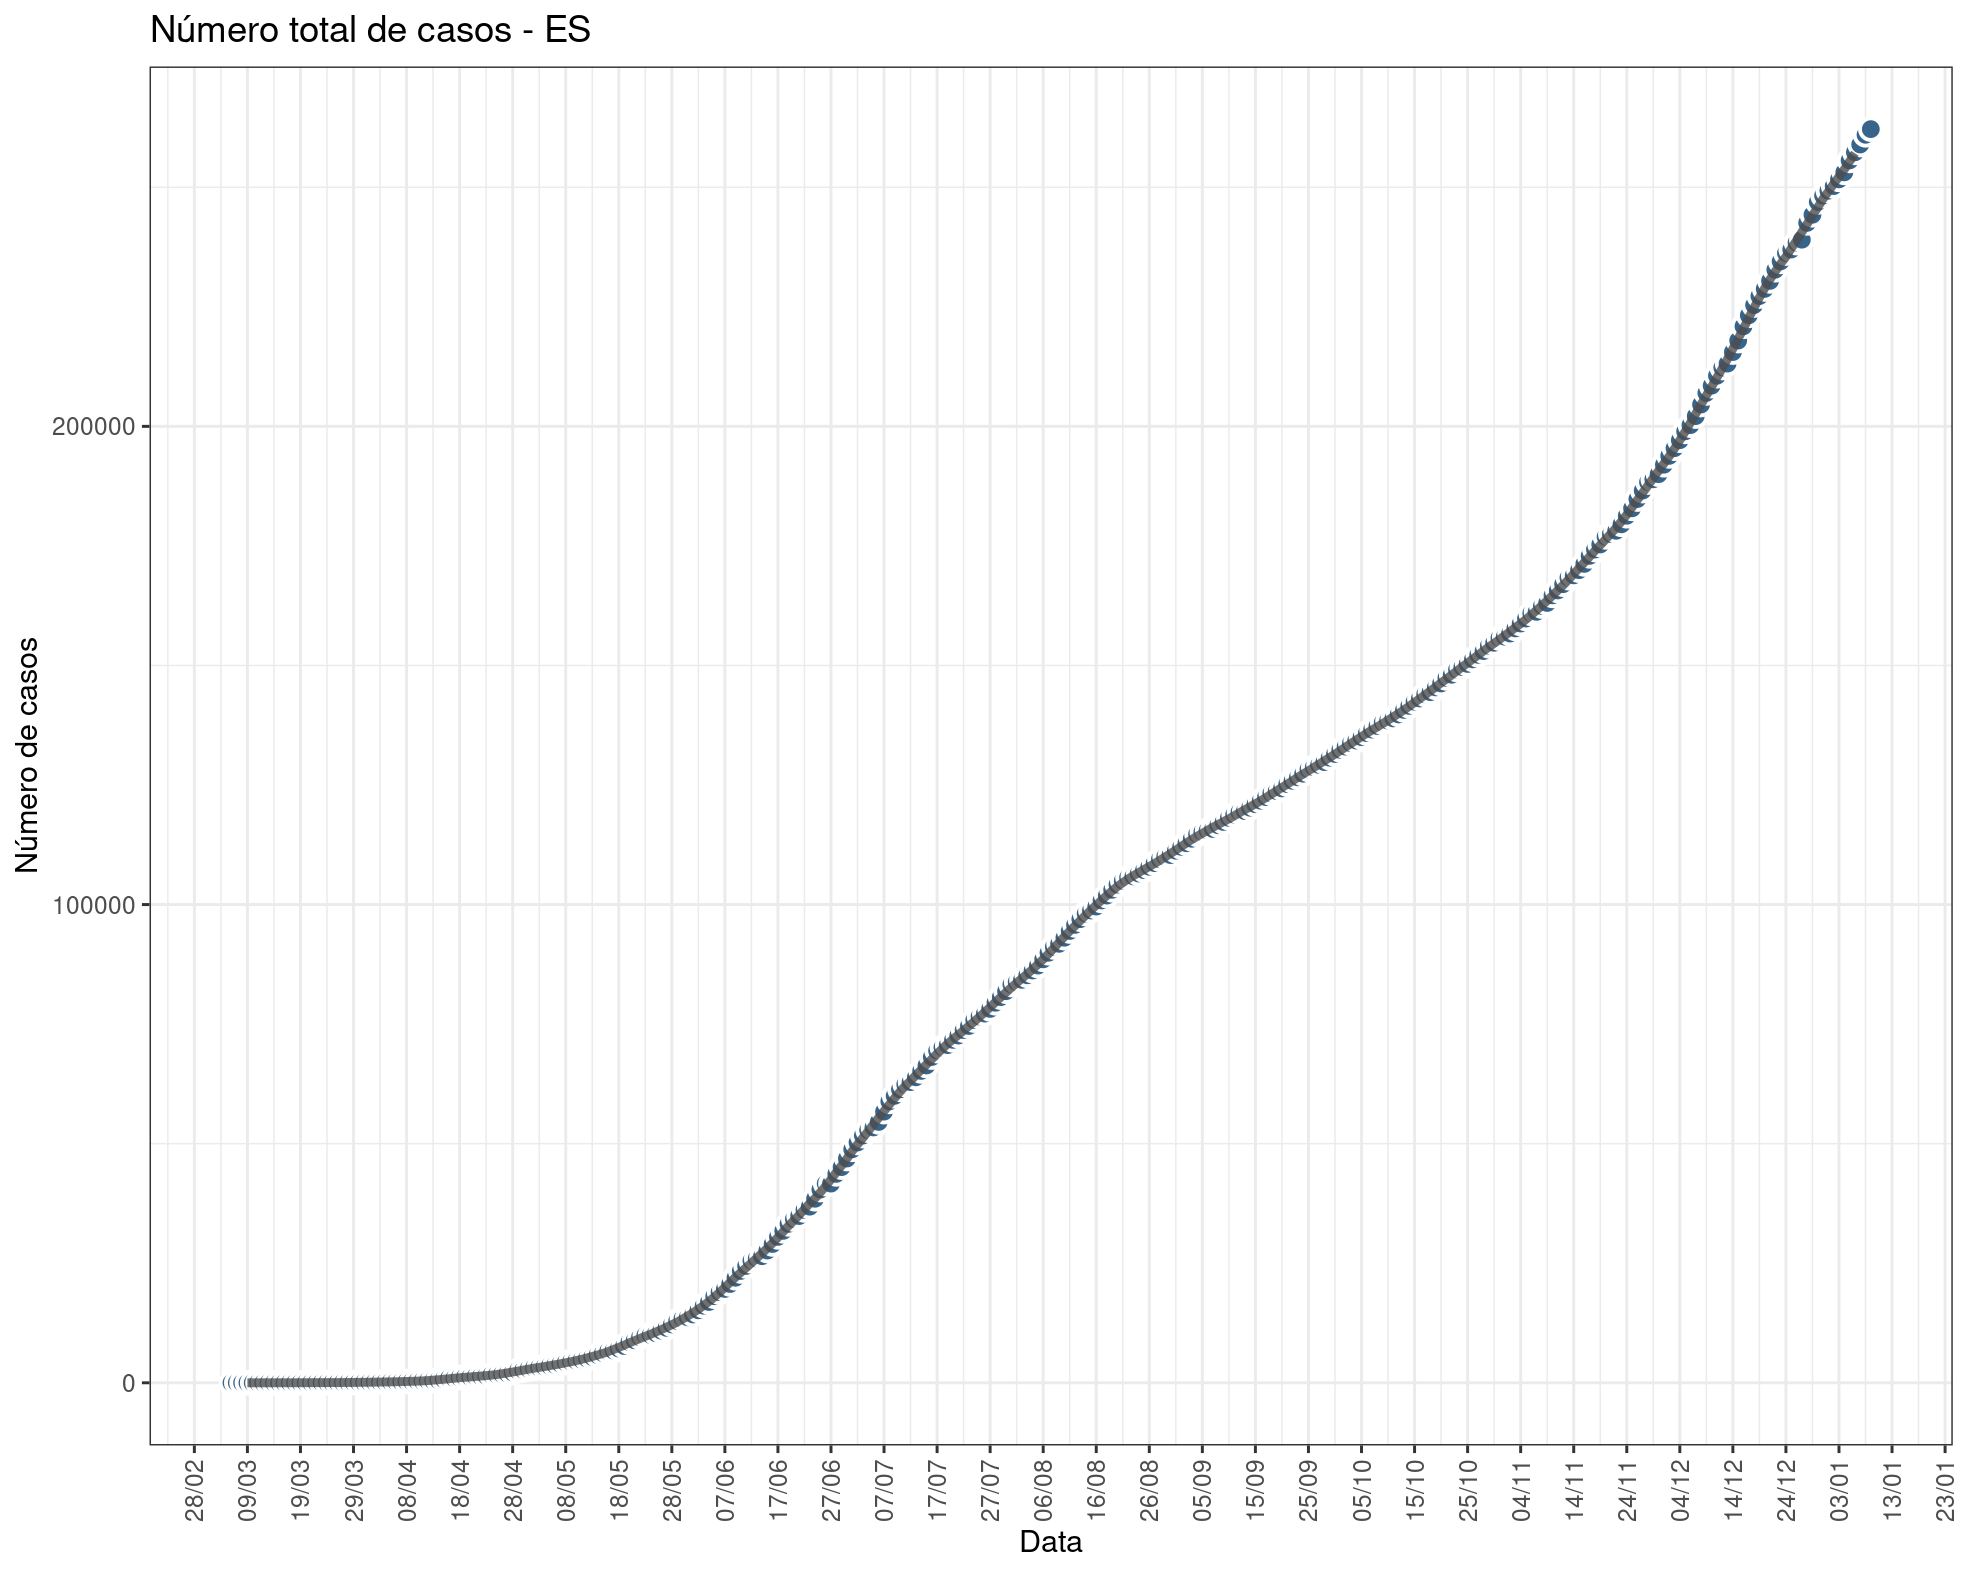 Número total de casos - ES
Número de casos
200000
100000
0
28/02 09/03 19/03 29/03 08/04 18/04 28/04 08/05 18/05 28/05 07/06 17/06 27/06 07/07 17/07 27/07 06/08 16/08 26/08 05/09 15/09 25/09 05/10 15/10 25/10 04/11 14/11 24/11 04/12 14/12 24/12 03/01 13/01 23/01
Data